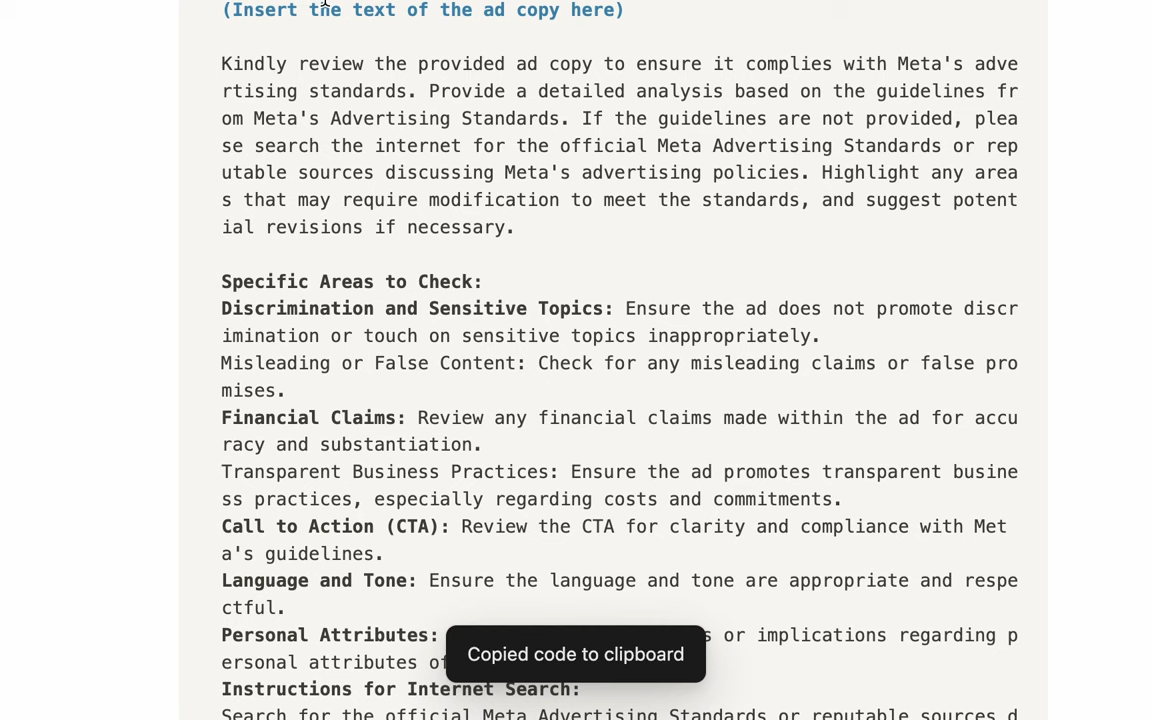 (Insert the text of the ad copy here)
Kindly review the provided ad copy to ensure it complies with Meta's adve
rtising standards. Provide a detailed analysis based on the guidelines fr
om Meta's Advertising Standards. If the guidelines are not provided, plea
se search the internet for the official Meta Advertising Standards or rep
utable sources discussing Meta's advertising policies. Highlight any area
s that may require modification to meet the standards, and suggest potent
ial revisions if necessary.
Specific Areas to Check:
Discrimination and Sensitive Topics: Ensure the ad does not promote discr
imination or touch on sensitive topics inappropriately.
Misleading or False Content: Check for any misleading claims or false pro
mises.
Financial Claims: Review any financial claims made within the ad for accu
racy and substantiation.
Transparent Business Practices: Ensure the ad promotes transparent busine
ss practices, especially regarding costs and commitments.
Call to Action (CTA): Review the CTA for clarity and compliance with Met
a's guidelines.
Language and Tone: Ensure the language and tone are appropriate and respe
ctful.
Personal Attributes: s or implications regarding p
ersonal attributes of
Copied code to clipboard
Instructions for Internet Search:
Search for the official Meta Advertising Standards or reputable sources d